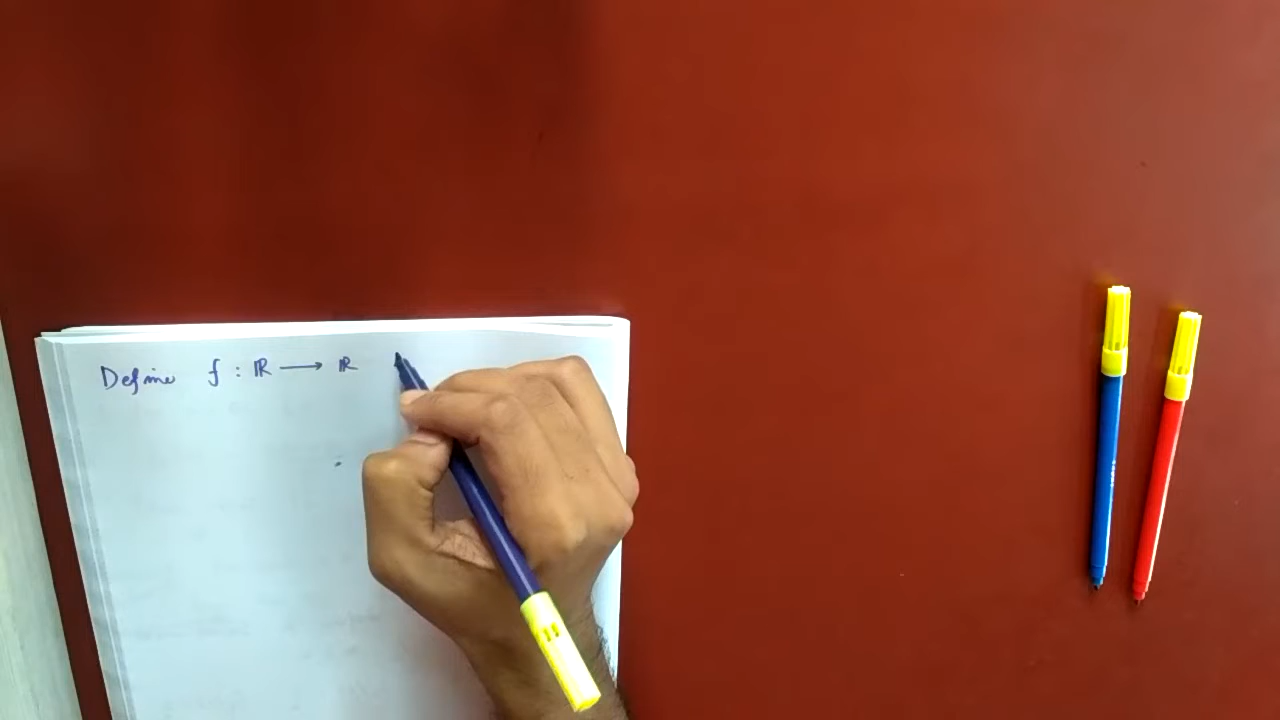 Define f : ℝ ⟶ ℝ